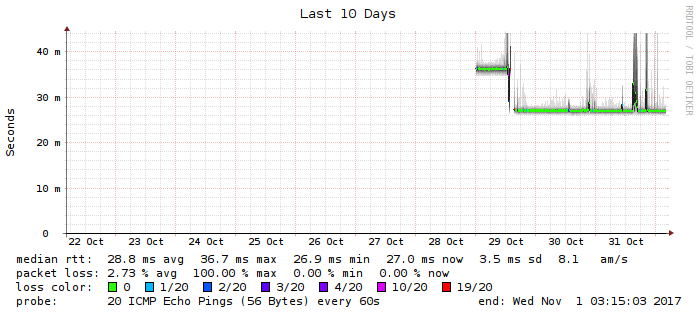 Last 10 Days
RRDTOOL / TOBI OETIKER
Seconds
40 m
30 m
20 m
10 m
0
22 Oct 23 Oct 24 Oct 25 Oct 26 Oct 27 Oct 28 Oct 29 Oct 30 Oct 31 Oct
median rtt: 28.8 ms avg 36.7 ms max 26.9 ms min 27.0 ms now 3.5 ms sd 8.1 am/s
packet loss: 2.73 % avg 100.00 % max 0.00 % min 0.00 % now
loss color: 0 1/20 2/20 3/20 4/20 10/20 19/20
probe: 20 ICMP Echo Pings (56 Bytes) every 60s end: Wed Nov 1 03:15:03 2017